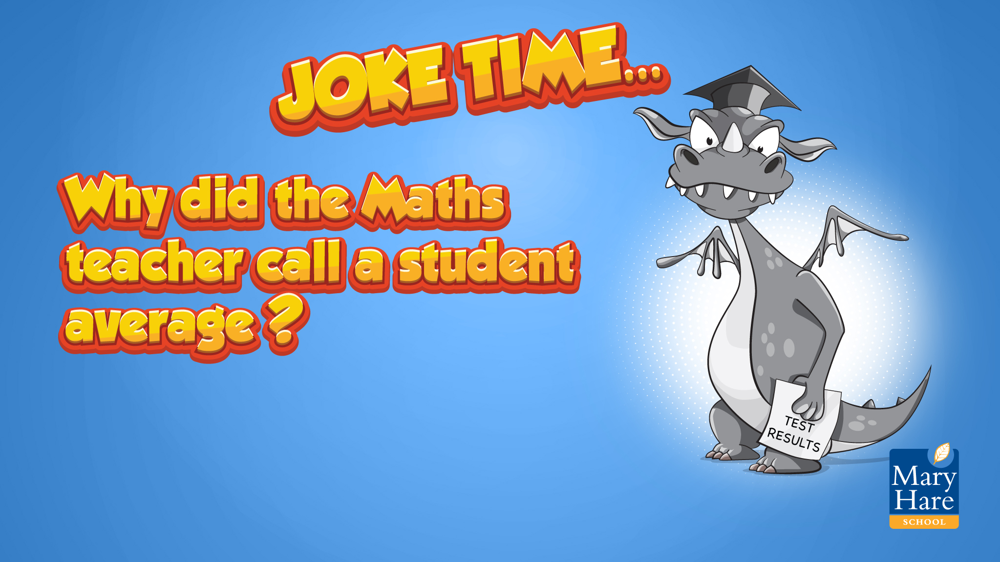 JOKE TIME...
Why did the Maths
teacher call a student
average ?
TEST
RESULTS
Mary
Hare
SCHOOL